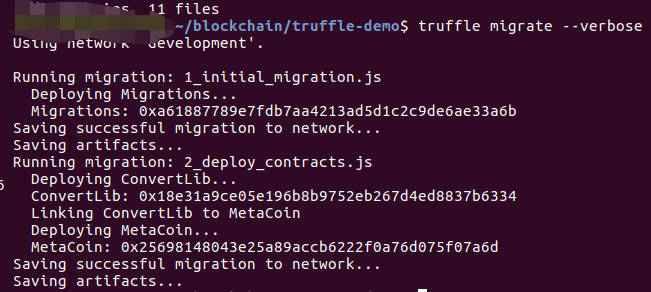 11 files
~/blockchain/truffle-demo$ truffle migrate --verbose
Using network 'development'.
Running migration: 1_initial_migration.js
Deploying Migrations...
Migrations: 0xa61887789e7fdb7aa4213ad5d1c2c9de6ae33a6b
Saving successful migration to network...
Saving artifacts...
Running migration: 2_deploy_contracts.js
Deploying ConvertLib...
ConvertLib: 0x18e31a9ce05e196b8b9752eb267d4ed8837b6334
Linking ConvertLib to MetaCoin
Deploying MetaCoin...
MetaCoin: 0x25698148043e25a89accb6222f0a76d075f07a6d
Saving successful migration to network...
Saving artifacts...